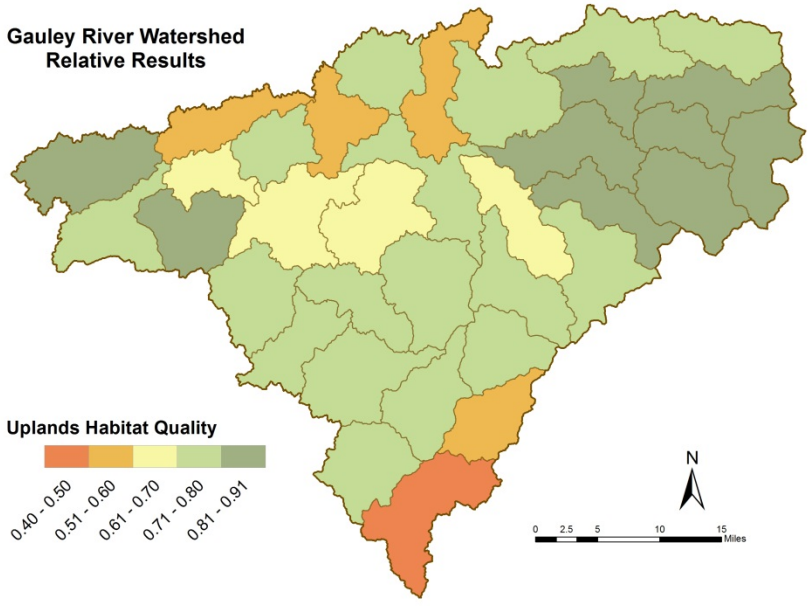 Gauley River Watershed
Relative Results
Uplands Habitat Quality
0.40 - 0.50
0.51 - 0.60
0.61 - 0.70
0.71 - 0.80
0.81 - 0.91
N
0 2.5 5 10 15
Miles